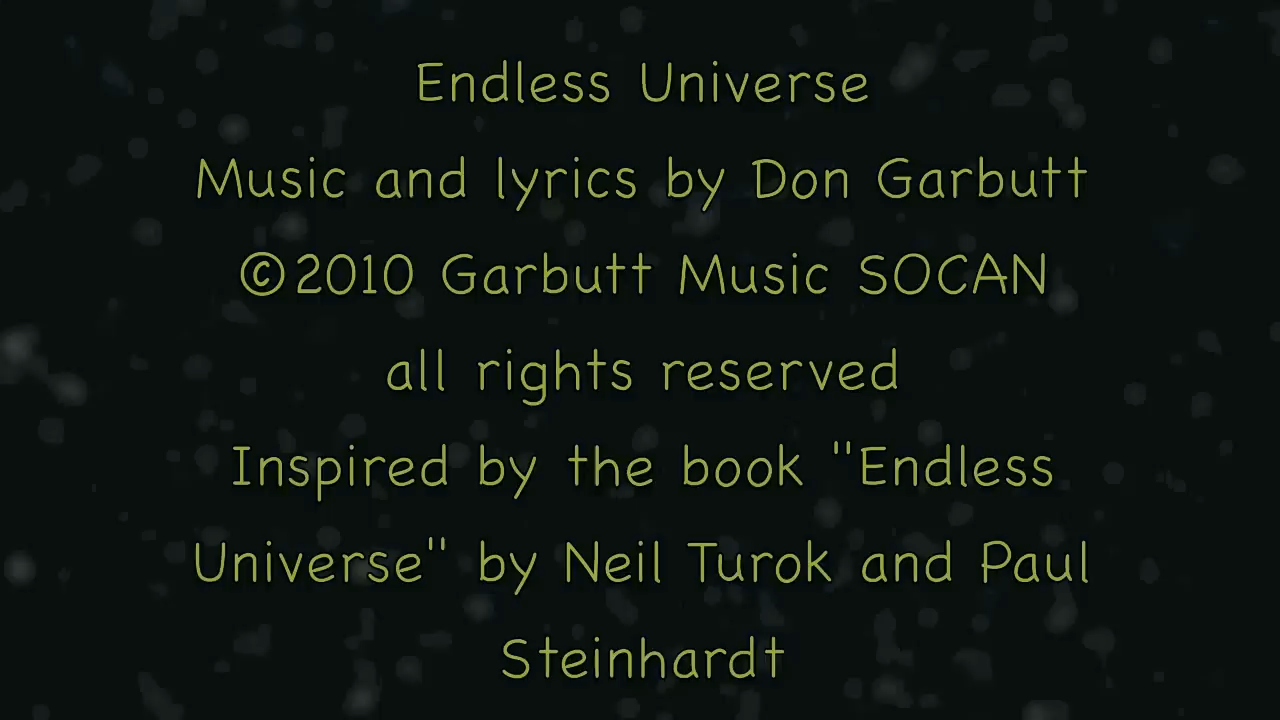 Endless Universe
Music and lyrics by Don Garbutt
©2010 Garbutt Music SOCAN
all rights reserved
Inspired by the book "Endless
Universe" by Neil Turok and Paul
Steinhardt